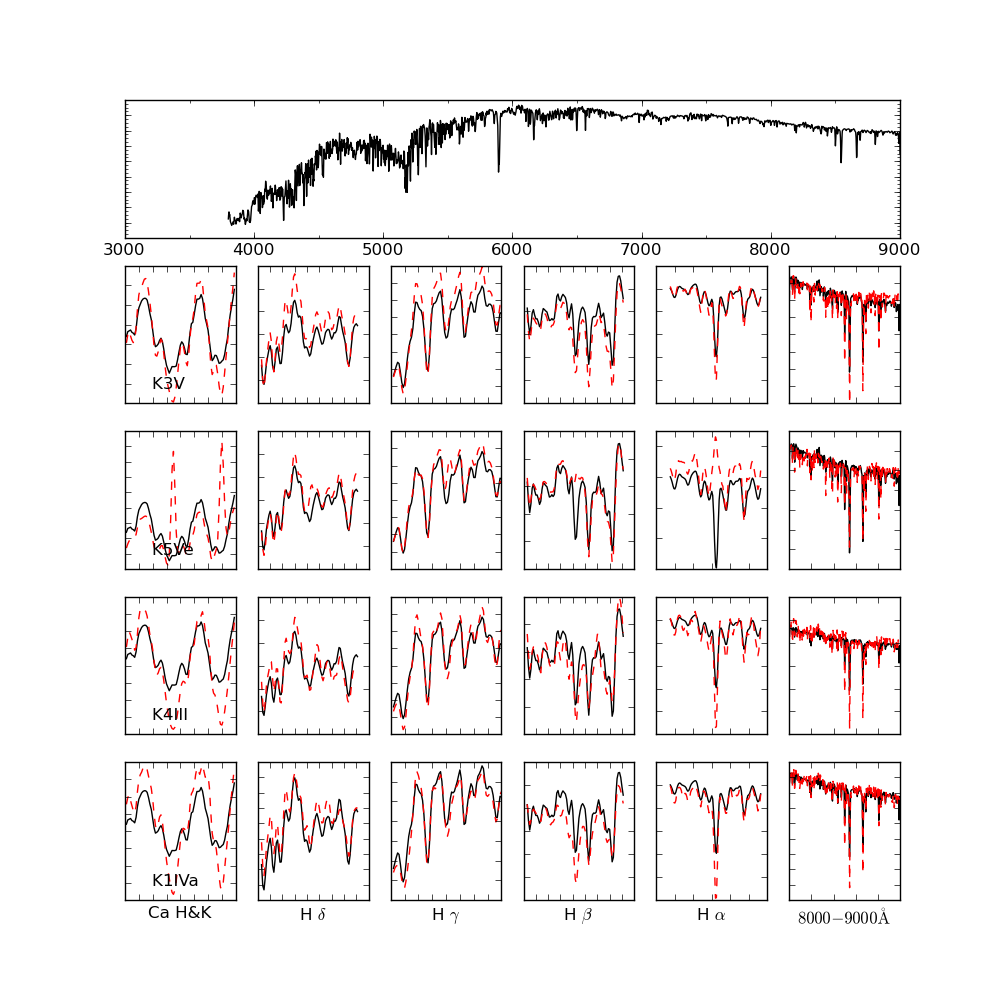 3000 4000 5000 6000 7000 8000 9000
K3V
K5Ve
K4III
K1IVa
Ca H&K H δ H γ H β H α 8000−9000Å